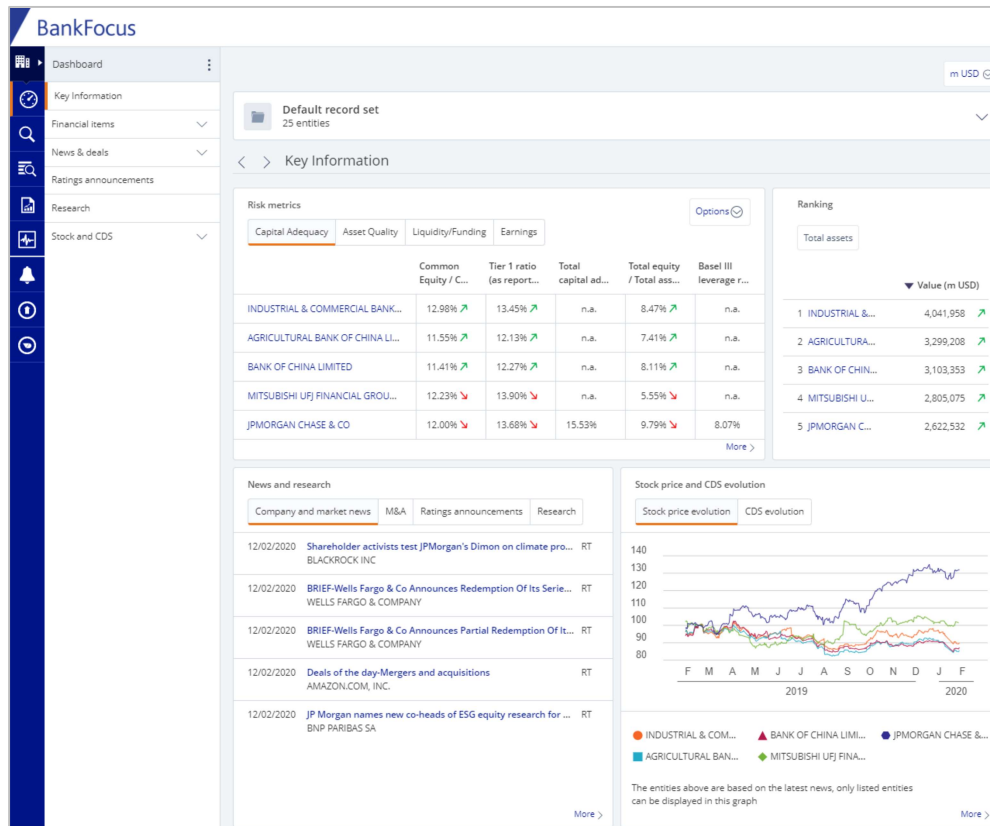 BankFocus
Dashboard
m USD
Key Information
Financial items
News & deals
Ratings announcements
Research
Stock and CDS
Default record set
25 entities
Key Information
Risk metrics
Options
Capital Adequacy Asset Quality Liquidity/Funding Earnings
Common Tier 1 ratio Total Total equity Basel III
Equity / C... (as report... capital ad... / Total ass... leverage r...
INDUSTRIAL & COMMERCIAL BANK... 12.98% 13.45% n.a. 8.47% n.a.
AGRICULTURAL BANK OF CHINA LI... 11.55% 12.13% n.a. 7.41% n.a.
BANK OF CHINA LIMITED 11.41% 12.27% n.a. 8.11% n.a.
MITSUBISHI UFJ FINANCIAL GROU... 12.23% 13.90% n.a. 5.55% n.a.
JPMORGAN CHASE & CO 12.00% 13.68% 15.53% 9.79% 8.07%
More
Ranking
Total assets
Value (m USD)
1 INDUSTRIAL &... 4,041,958
2 AGRICULTURA... 3,299,208
3 BANK OF CHIN... 3,103,353
4 MITSUBISHI U... 2,805,075
5 JPMORGAN C... 2,622,532
News and research
Company and market news M&A Ratings announcements Research
12/02/2020 Shareholder activists test JPMorgan's Dimon on climate pro... RT
BLACKROCK INC
12/02/2020 BRIEF-Wells Fargo & Co Announces Redemption Of Its Serie... RT
WELLS FARGO & COMPANY
12/02/2020 BRIEF-Wells Fargo & Co Announces Partial Redemption Of It... RT
WELLS FARGO & COMPANY
12/02/2020 Deals of the day-Mergers and acquisitions RT
AMAZON.COM, INC.
12/02/2020 JP Morgan names new co-heads of ESG equity research for ... RT
BNP PARIBAS SA
More
Stock price and CDS evolution
Stock price evolution CDS evolution
140
130
120
110
100
90
80
F M A M J J A S O N D J F
2019 2020
INDUSTRIAL & COM... BANK OF CHINA LIMI... JPMORGAN CHASE &...
AGRICULTURAL BAN... MITSUBISHI UFJ FINA...
The entities above are based on the latest news, only listed entities
can be displayed in this graph
More